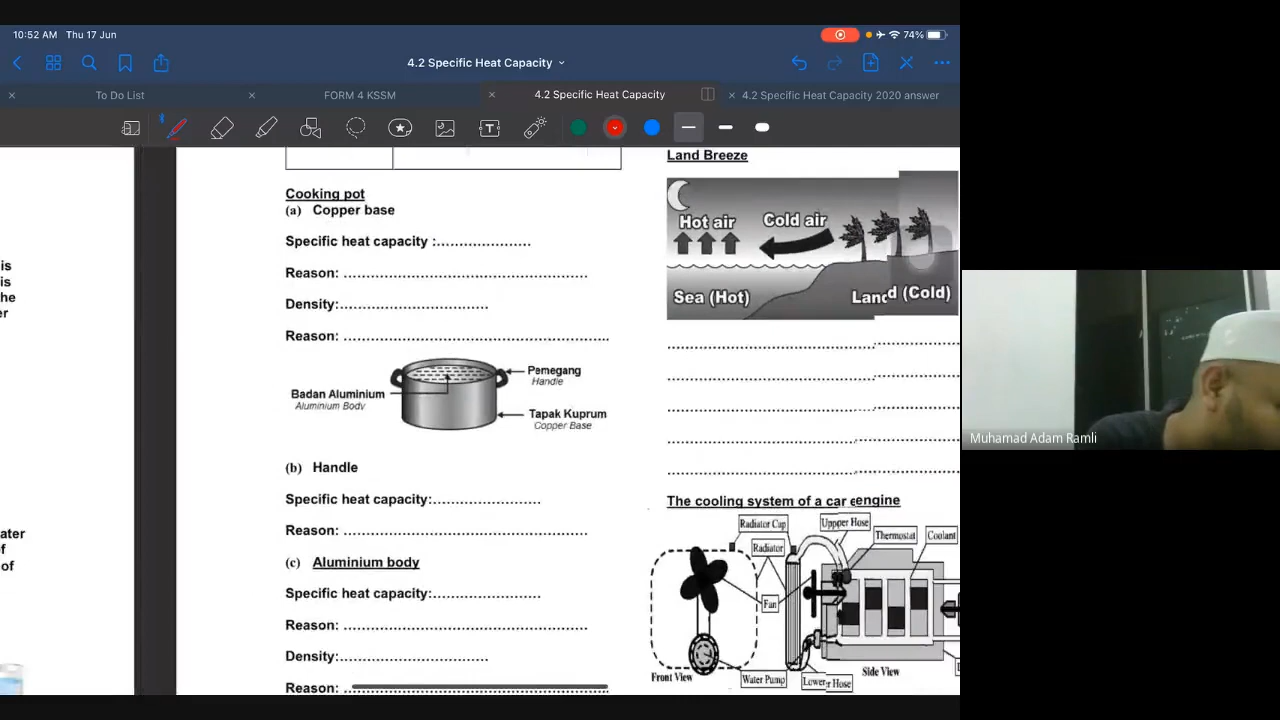 10:52 AM Thu 17 Jun
74%
4.2 Specific Heat Capacity
To Do List
FORM 4 KSSM
4.2 Specific Heat Capacity
4.2 Specific Heat Capacity 2020 answer
is
is
he
er
ater
of
of
Cooking pot
(a) Copper base
Specific heat capacity :.....................
Reason: .......................................................
Density:..................................
Reason: ............................................................
Pemegang
Handle
Badan Aluminium
Aluminium Body
Tapak Kuprum
Copper Base
(b) Handle
Specific heat capacity:........................
Reason: .......................................................
(c) Aluminium body
Specific heat capacity:........................
Reason: .......................................................
Density:..................................
Reason: ............................................................
Land Breeze
Hot air
Cold air
Sea (Hot)
Land (Cold)
The cooling system of a car engine
Radiator Cap
Upper Hose
Thermostat
Coolant
Radiator
Fan
Front View
Water Pump
Lower Hose
Side View
Muhamad Adam Ramli